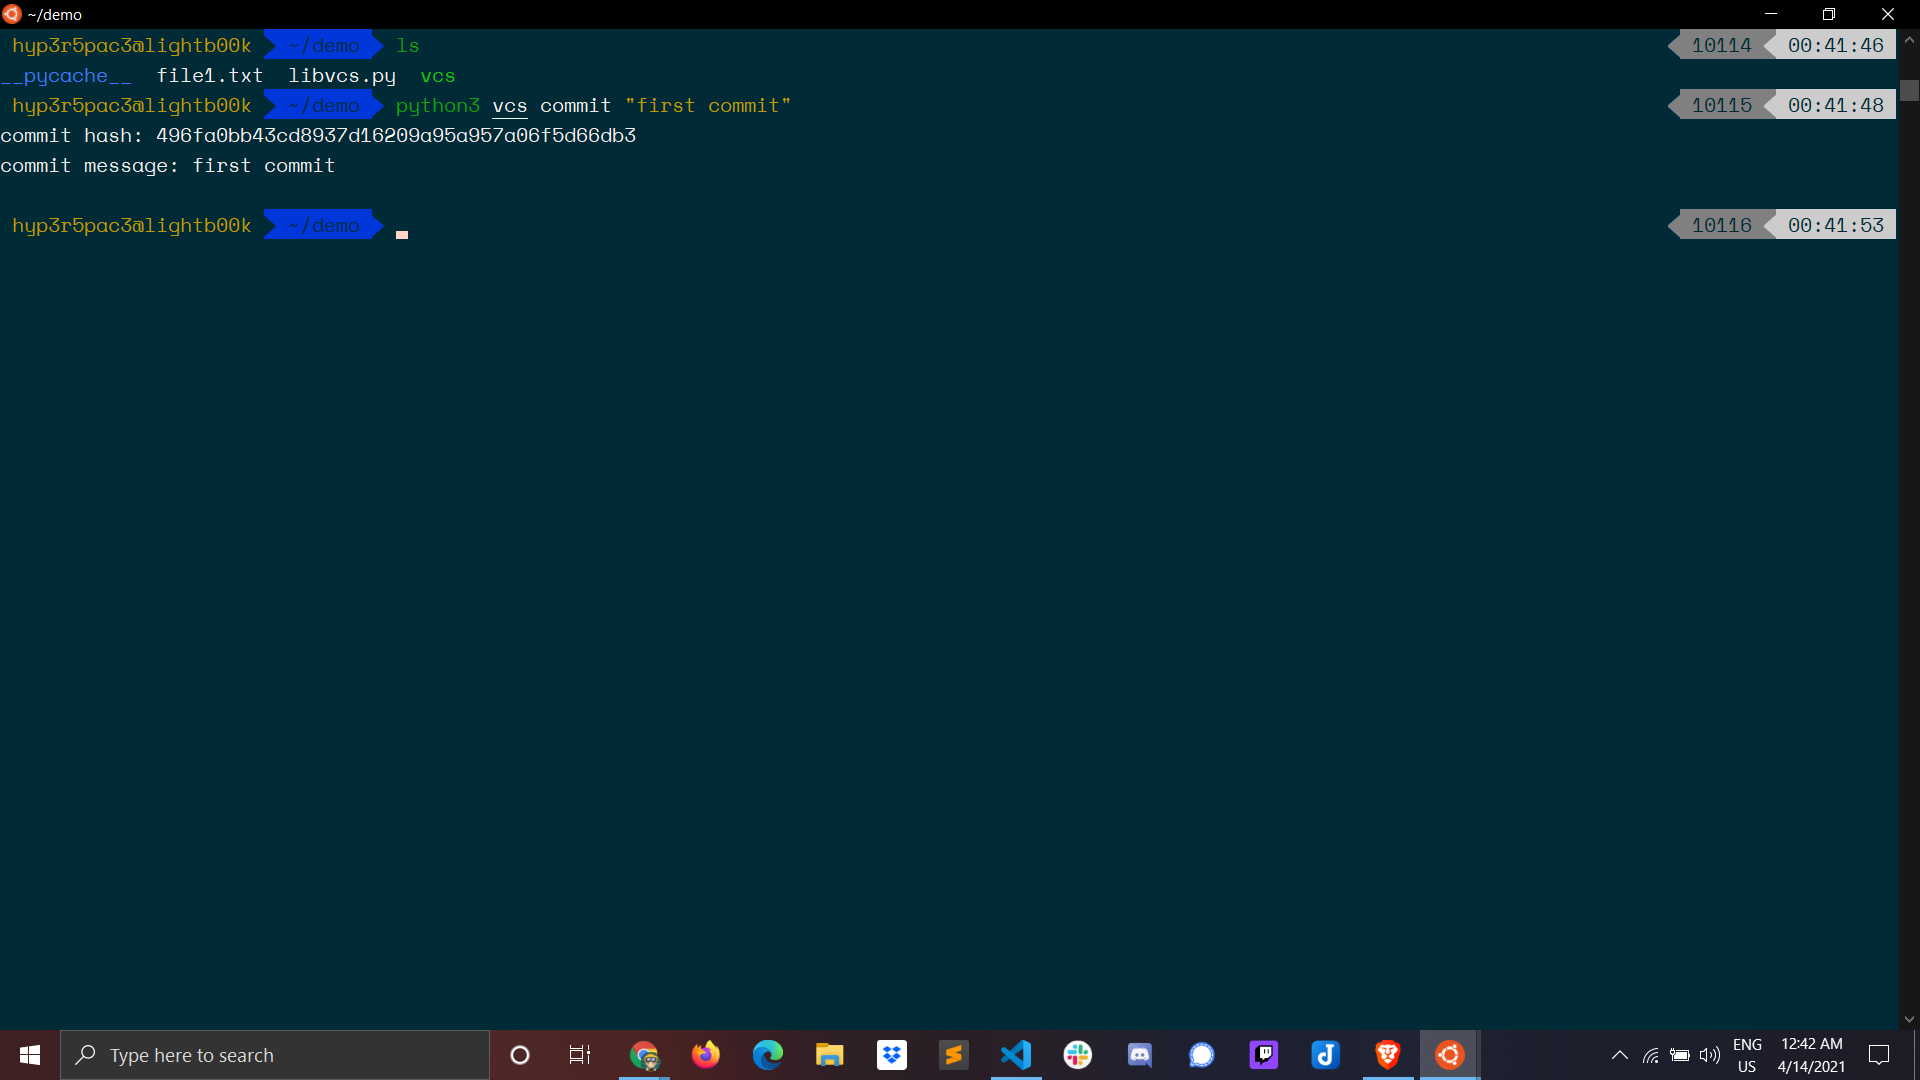 ~/demo
hyp3r5pac3@lightb00k ~/demo ls 10114 00:41:46
__pycache__ file1.txt libvcs.py vcs
hyp3r5pac3@lightb00k ~/demo python3 vcs commit "first commit" 10115 00:41:48
commit hash: 496fa0bb43cd8937d16209a95a957a06f5d66db3
commit message: first commit
hyp3r5pac3@lightb00k ~/demo 10116 00:41:53
Type here to search
ENG
US
12:42 AM
4/14/2021